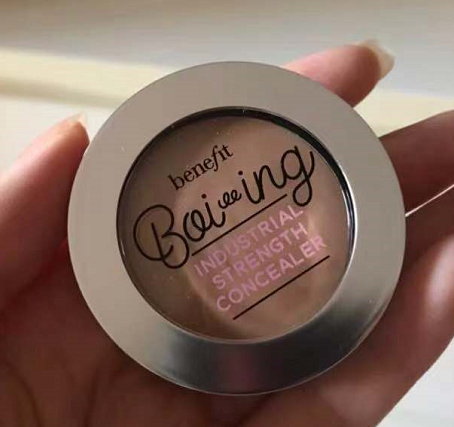 benefit
Boi ing
INDUSTRIAL
STRENGTH
CONCEALER